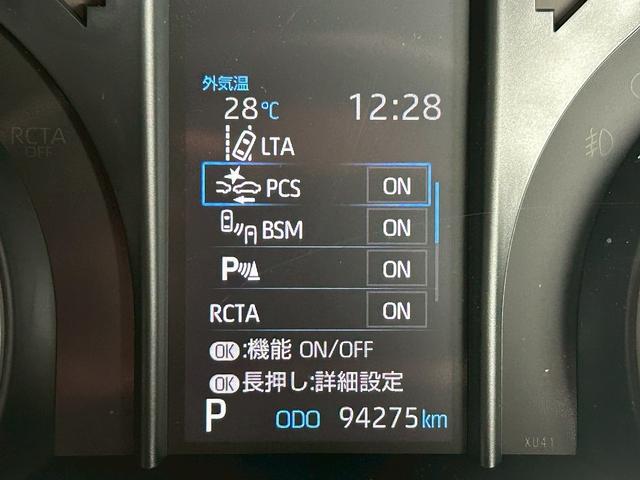 外気温
28℃ 12:28
LTA
PCS ON
BSM ON
P ON
RCTA ON
OK:機能 ON/OFF
OK長押し:詳細設定
P ODO 94275km
RCTA
OFF
XU41